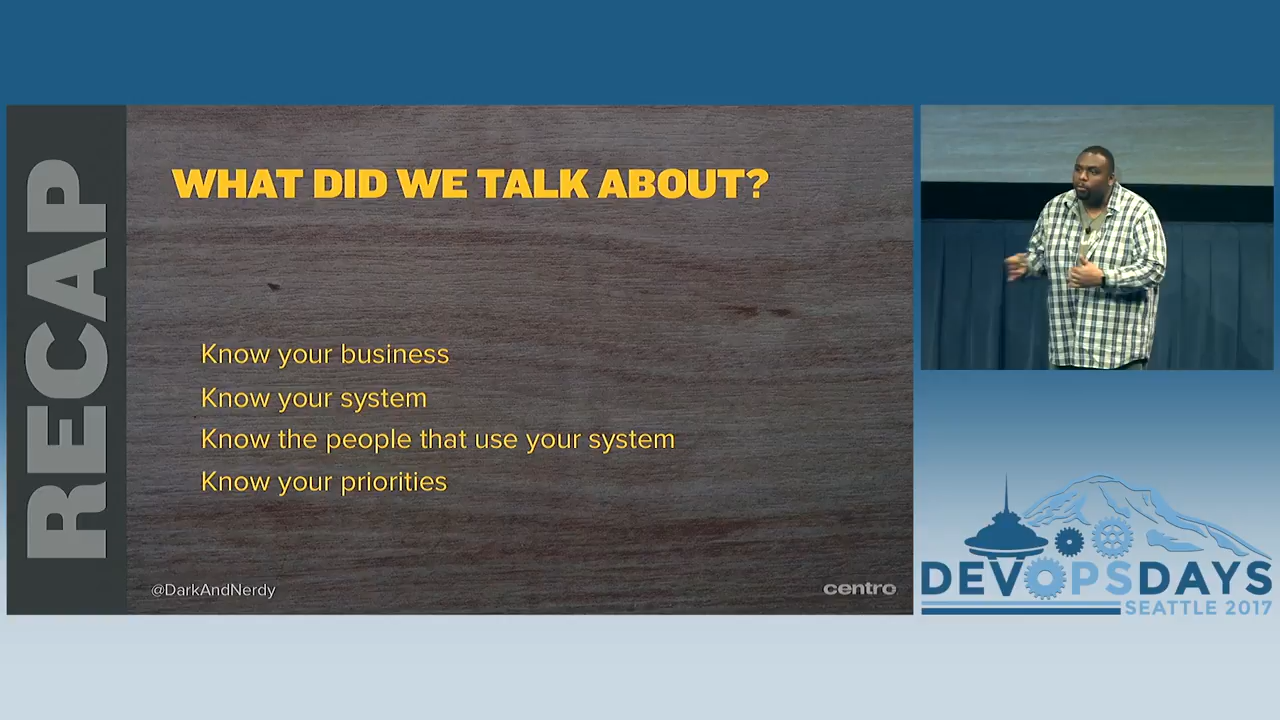 RECAP
WHAT DID WE TALK ABOUT?
Know your business
Know your system
Know the people that use your system
Know your priorities
@DarkAndNerdy
centro
DEVOPSDAYS
SEATTLE 2017